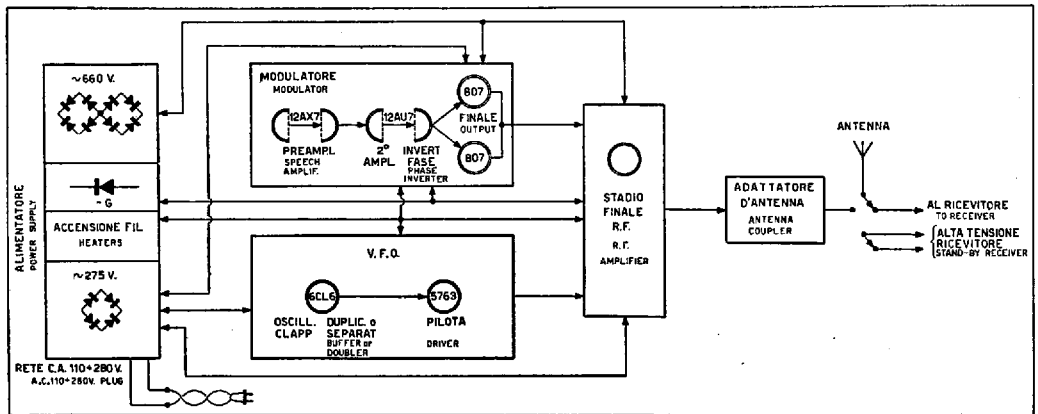 ALIMENTATORE
POWER SUPPLY
~660 V.
~G
ACCENSIONE FIL
HEATERS
~275 V.
RETE C.A. 110÷280V.
A.C. 110÷260V. PLUG
MODULATORE
MODULATOR
12AX7
12AU7
807
807
FINALE
OUTPUT
PREAMPL
SPEECH
AMPLIF.
2°
AMPL
INVERT
FASE
PHASE
INVERTER
V.F.O.
6CL6
5763
OSCILL.
CLAPP
DUPLIC. o
SEPARAT
BUFFER or
DOUBLER
PILOTA
DRIVER
STADIO
FINALE
R.F.
R.F.
AMPLIFIER
ADATTATORE
D'ANTENNA
ANTENNA
COUPLER
ANTENNA
AL RICEVITORE
TO RECEIVER
ALTA TENSIONE
RICEVITORE
STAND-BY RECEIVER